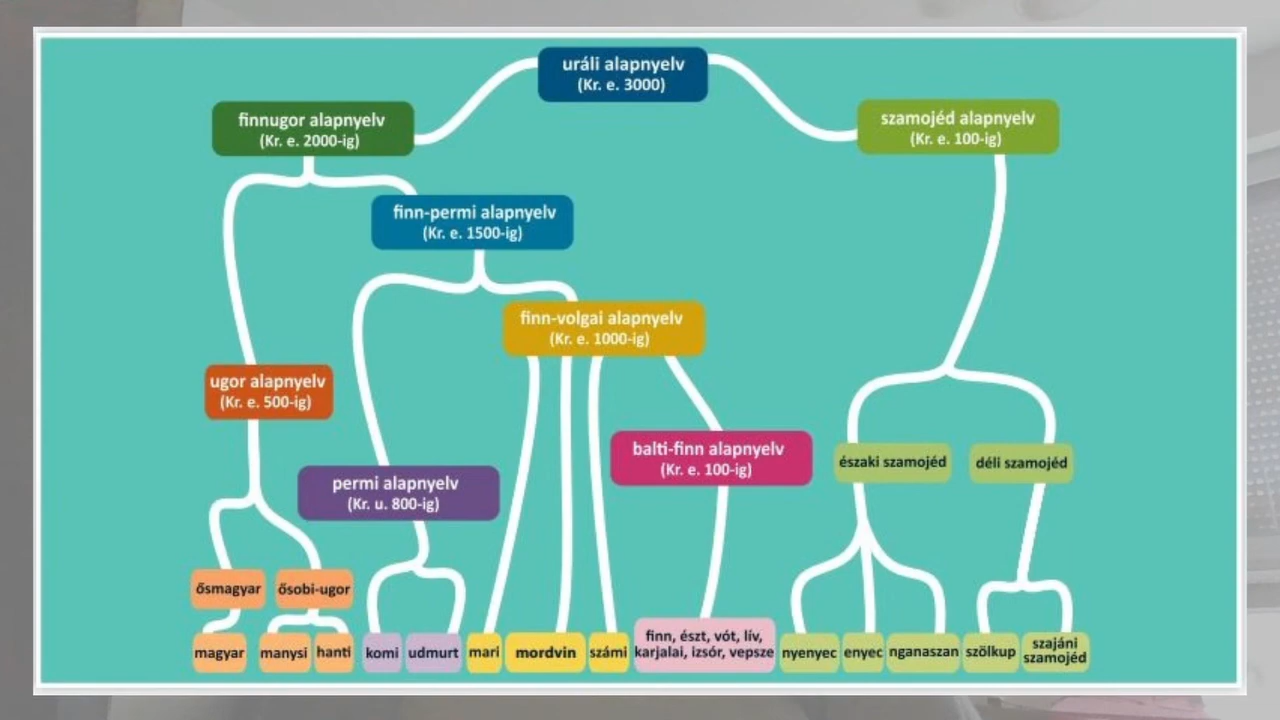 uráli alapnyelv
(Kr. e. 3000)
finnugor alapnyelv
(Kr. e. 2000-ig)
szamojéd alapnyelv
(Kr. e. 100-ig)
finn-permi alapnyelv
(Kr. e. 1500-ig)
finn-volgai alapnyelv
(Kr. e. 1000-ig)
ugor alapnyelv
(Kr. e. 500-ig)
balti-finn alapnyelv
(Kr. e. 100-ig)
északi szamojéd
déli szamojéd
permi alapnyelv
(Kr. u. 800-ig)
ősmagyar
ősobi-ugor
magyar
manysi
hanti
komi
udmurt
mari
mordvin
számi
finn, észt, vót, lív,
karjalai, izsór, vepsze
nyenyec
enyec
nganaszan
szölkup
szajáni
szamojéd